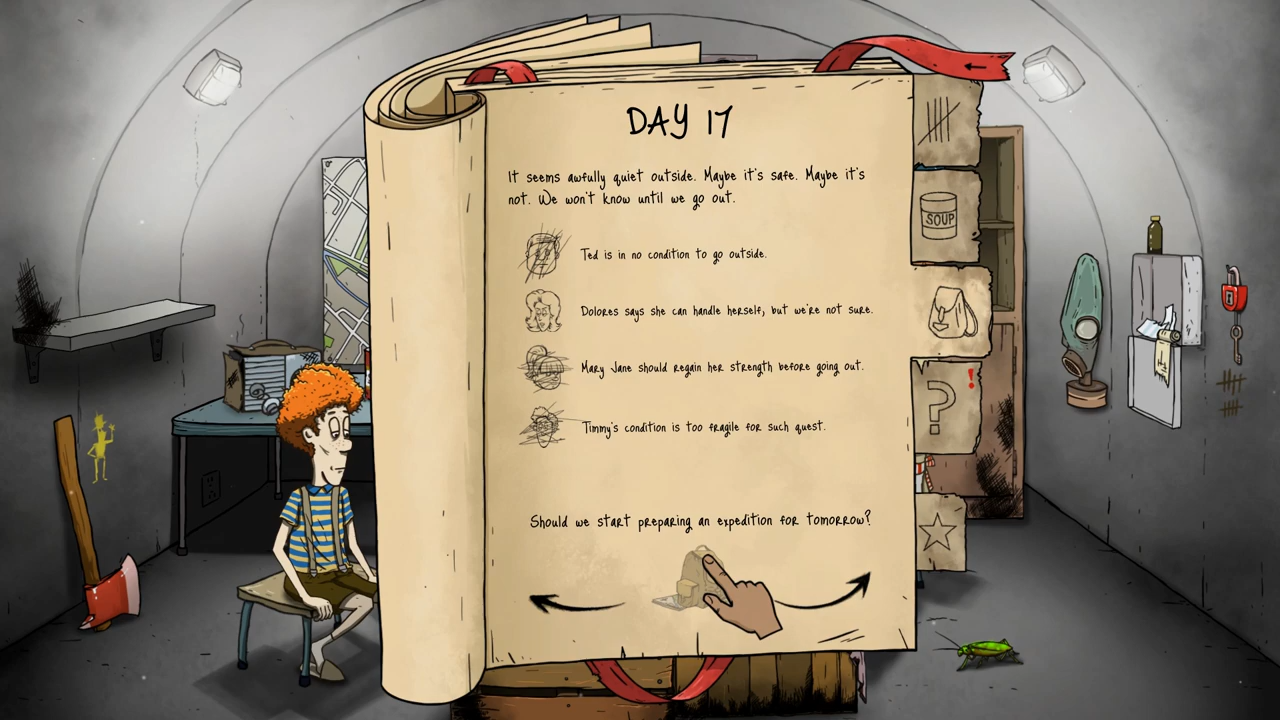 DAY 17
It seems awfully quiet outside. Maybe it's safe. Maybe it's
not. We won't know until we go out.
Ted is in no condition to go outside.
Dolores says she can handle herself, but we're not sure.
SOUP
Mary Jane should regain her strength before going out.
?
!
Timmy's condition is too fragile for such quest.
Should we start preparing an expedition for tomorrow?